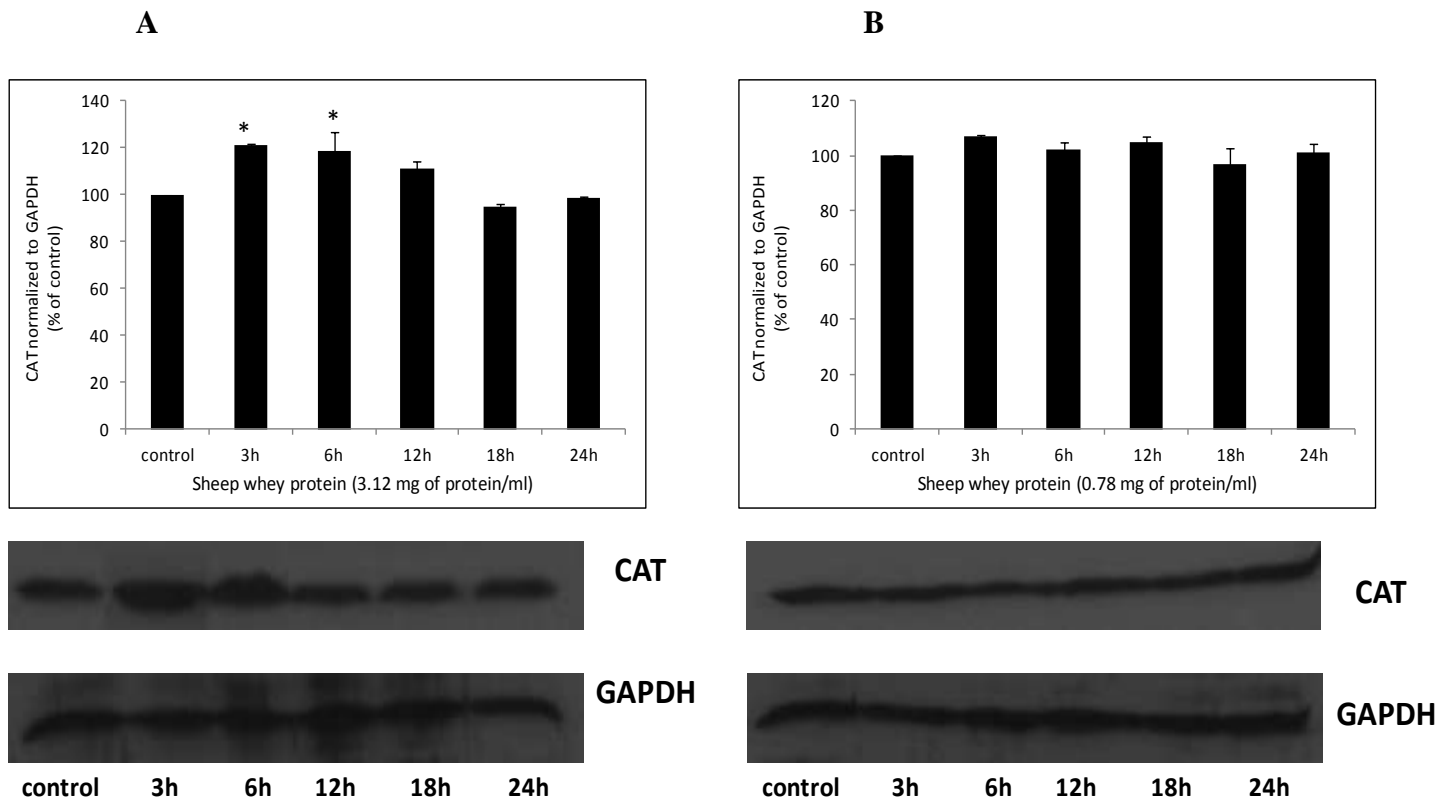 A
B
140
120
100
80
60
40
20
0
CAT normalized to GAPDH
(% of control)
*
*
control 3h 6h 12h 18h 24h
Sheep whey protein (3.12 mg of protein/ml)
120
100
80
60
40
20
0
CAT normalized to GAPDH
(% of control)
control 3h 6h 12h 18h 24h
Sheep whey protein (0.78 mg of protein/ml)
CAT
CAT
GAPDH
GAPDH
control 3h 6h 12h 18h 24h
control 3h 6h 12h 18h 24h